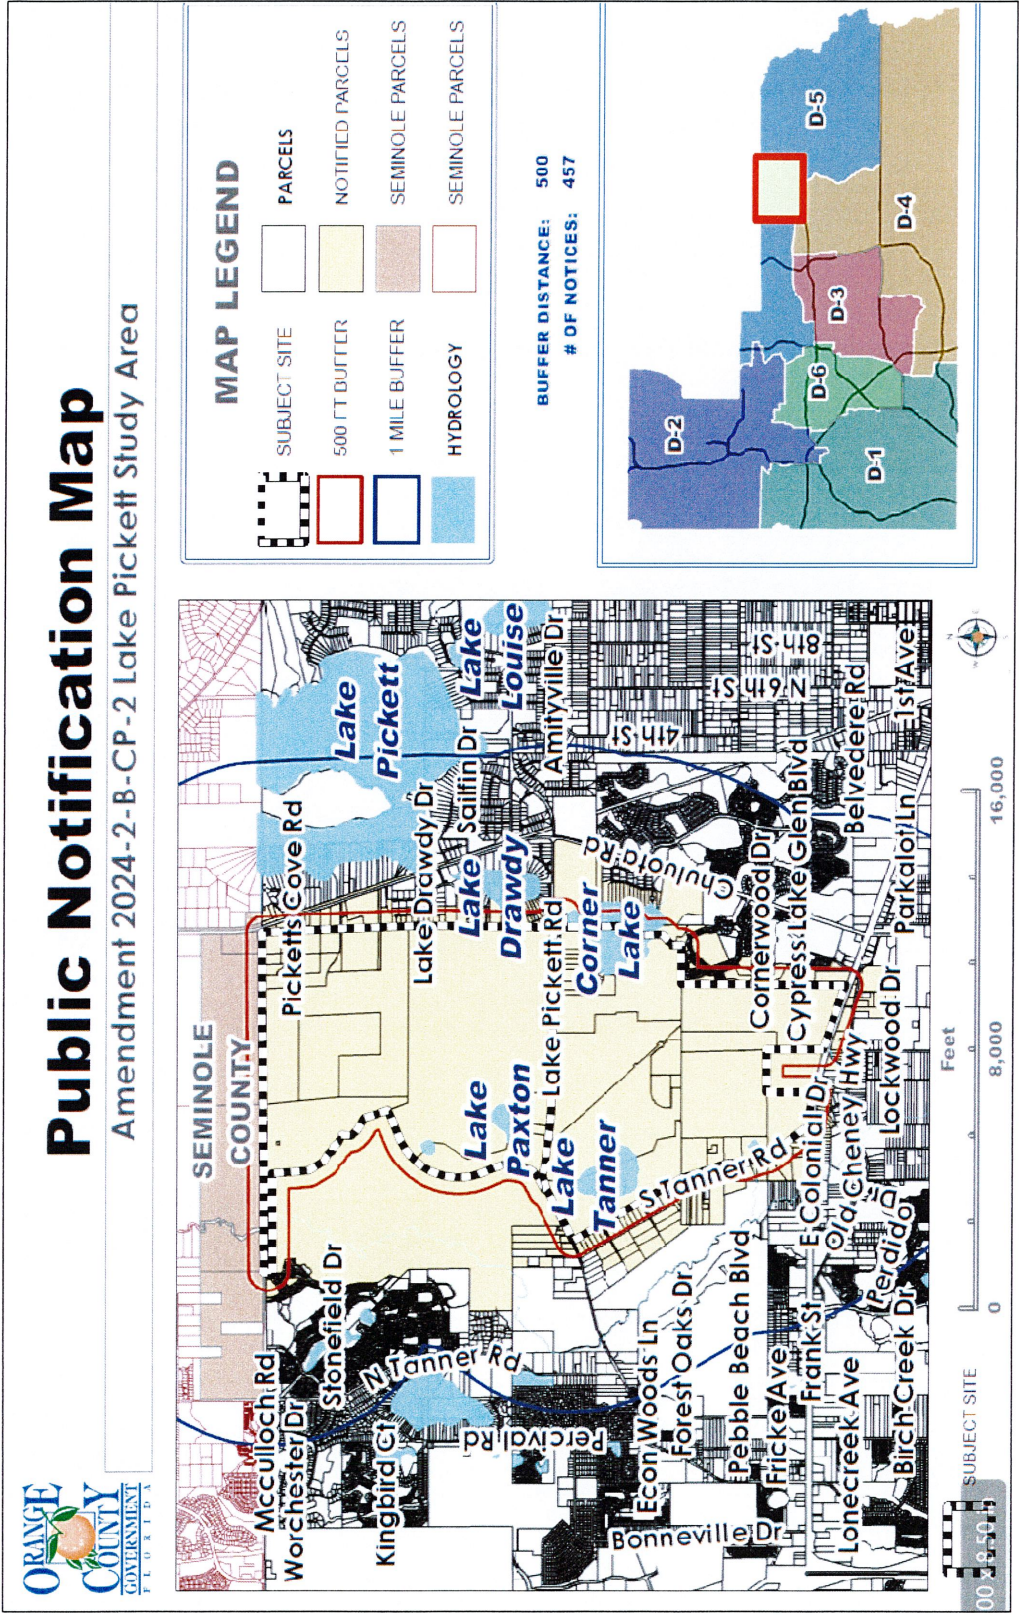 ORANGE
COUNTY
GOVERNMENT
FLORIDA
Public Notification Map
Amendment 2024-2-B-CP-2 Lake Pickett Study Area
SEMINOLE
COUNTY
McCulloch Rd
Worchester Dr
Stonefield Dr
Kingbird Ct
N Tanner Rd
Percival Rd
Picketts Cove Rd
Lake
Pickett
Lake Drawdy Dr
Lake
Paxton
Lake
Drawdy
Sailfin Dr
Lake
Louise
Lake Pickett Rd
Amityville Dr
Lake
Tanner
Corner
Lake
Chuluota Rd
4th St
N 6th St
8th St
Econ Woods Ln
Forest Oaks Dr
Bonneville Dr
Pebble Beach Blvd
S Tanner Rd
Cornerwood Dr
Fricke Ave
Frank St
E Colonial Dr
Cypress Lake Glen Blvd
Lonecreek Ave
Old Cheney Hwy
Belvedere Rd
Perdido Dr
Birch Creek Dr
Lockwood Dr
Parkalot Ln
1st Ave
MAP LEGEND
SUBJECT SITE
PARCELS
500 FT BUFFER
NOTIFIED PARCELS
1 MILE BUFFER
SEMINOLE PARCELS
HYDROLOGY
SEMINOLE PARCELS
BUFFER DISTANCE: 500
# OF NOTICES: 457
D-2
D-5
D-6
D-3
D-1
D-4
N
W
E
SUBJECT SITE
Feet
0
8,000
16,000
00 x 8.50